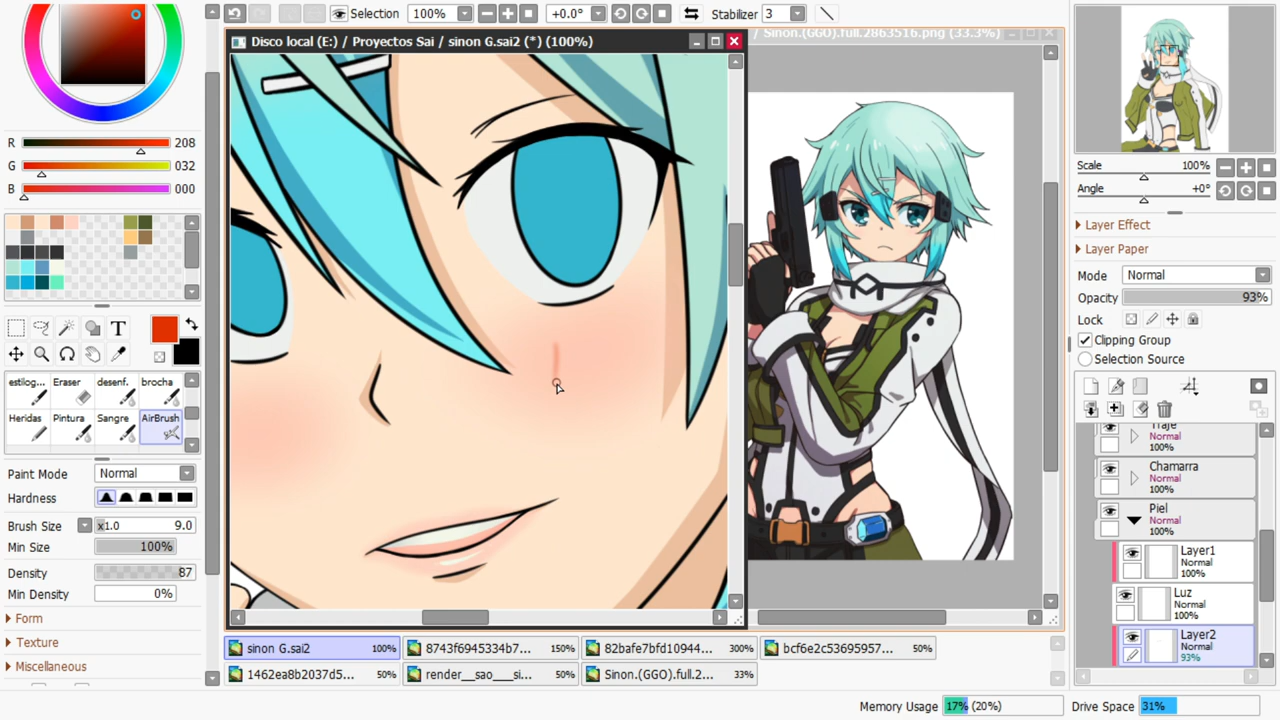 Selection
100%
+0.0°
Stabilizer 3
Disco local (E:) / Proyectos Sai / sinon G.sai2 (*) (100%)
/ Sinon.(GGO).full.2863516.png (33.3%)
R 208
G 032
B 000
T
estilog...
Eraser
desenf.
brocha
Heridas
Pintura
Sangre
AirBrush
Paint Mode Normal
Hardness
Brush Size x1.0 9.0
Min Size 100%
Density 87
Min Density 0%
Form
Texture
Miscellaneous
Scale 100%
Angle +0°
Layer Effect
Layer Paper
Mode Normal
Opacity 93%
Lock
Clipping Group
Selection Source
Traje
Normal
100%
Chamarra
Normal
100%
Piel
Normal
100%
Layer1
Normal
100%
Luz
Normal
100%
Layer2
Normal
93%
sinon G.sai2 100%
8743f6945334b7... 150%
82bafe7bfd10944... 300%
bcf6e2c53695957... 50%
1462ea8b2037d5... 50%
render__sao____si... 50%
Sinon.(GGO).full.2... 33%
Memory Usage 17% (20%)
Drive Space 31%